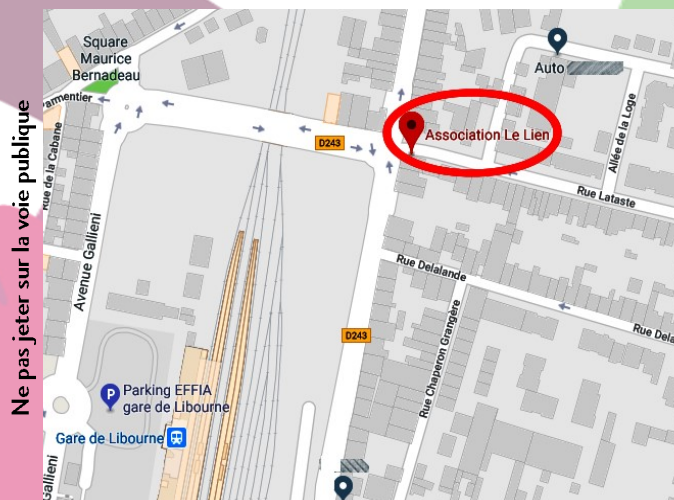 Ne pas jeter sur la voie publique
Square
Maurice
Bernadeau
Parmentier
Rue de la Cabane
Avenue Gallieni
D243
Association Le Lien
Auto
Allée de la Loge
Rue Lataste
Rue Delalande
Rue Chaperon Grangère
D243
P
Parking EFFIA
gare de Libourne
Gare de Libourne
Gallieni